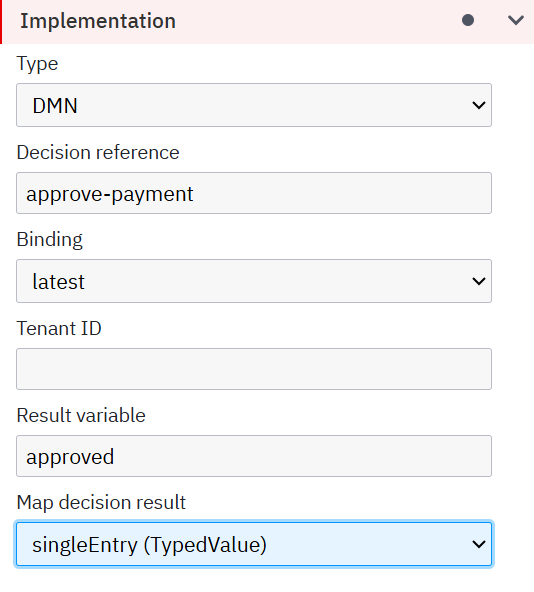 Implementation
Type
DMN
Decision reference
approve-payment
Binding
latest
Tenant ID
Result variable
approved
Map decision result
singleEntry (TypedValue)